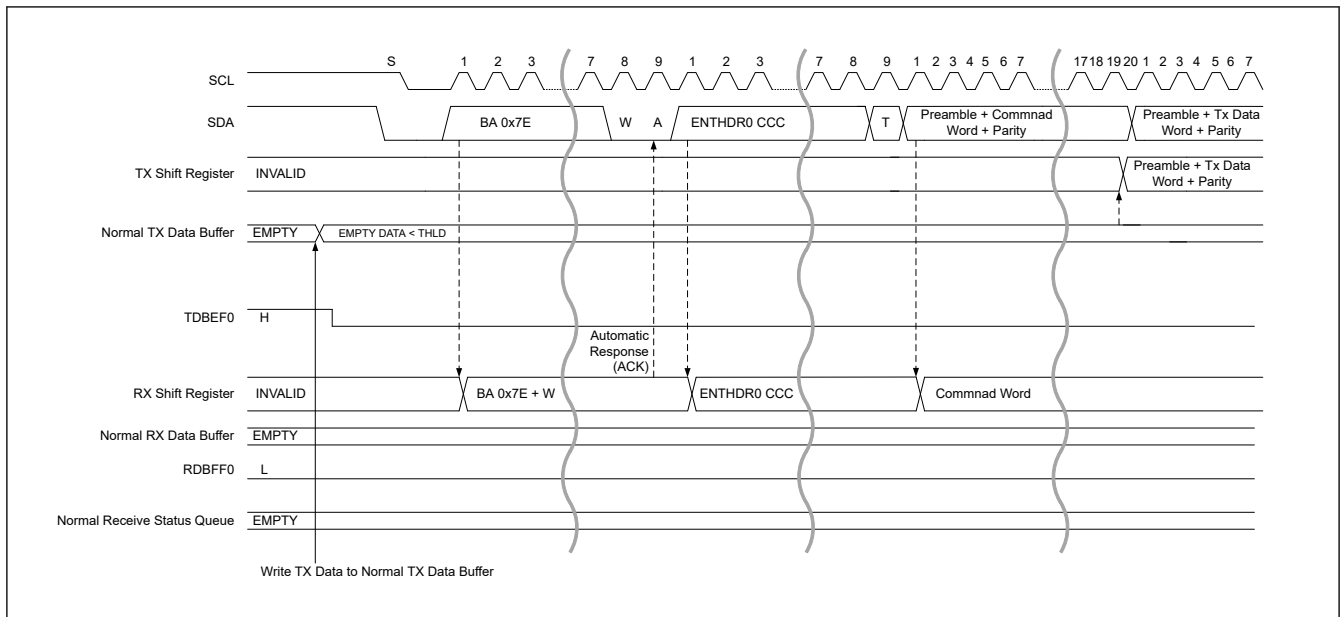 S 1 2 3 7 8 9 1 2 3 7 8 9 1 2 3 4 5 6 7 17 18 19 20 1 2 3 4 5 6 7
SCL
SDA BA 0x7E W A ENTHDR0 CCC T
Preamble + Commnad
Word + Parity
Preamble + Tx Data
Word + Parity
TX Shift Register INVALID
Preamble + Tx Data
Word + Parity
Normal TX Data Buffer EMPTY EMPTY DATA < THLD
TDBEF0 H
Automatic
Response
(ACK)
RX Shift Register INVALID BA 0x7E + W ENTHDR0 CCC Commnad Word
Normal RX Data Buffer EMPTY
RDBFF0 L
Normal Receive Status Queue EMPTY
Write TX Data to Normal TX Data Buffer